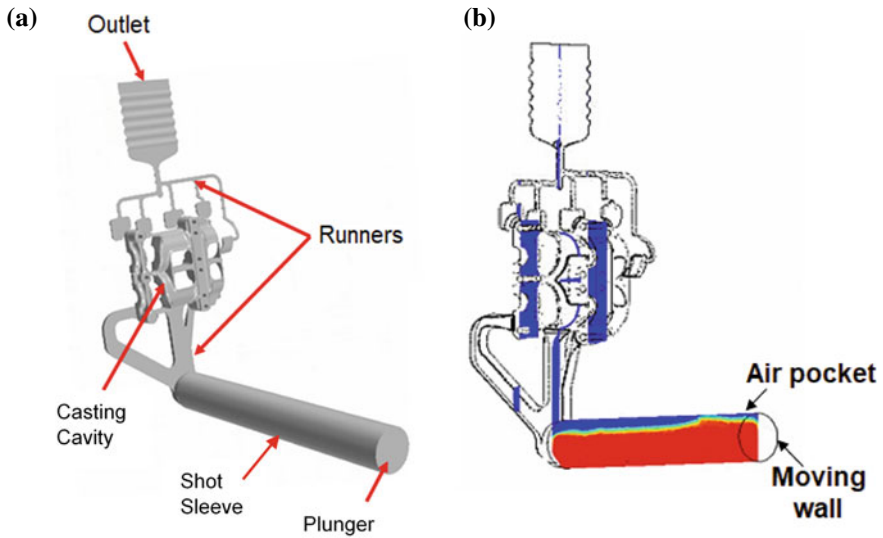 (a)
Outlet
Runners
Casting
Cavity
Shot
Sleeve
Plunger
(b)
Air pocket
Moving
wall